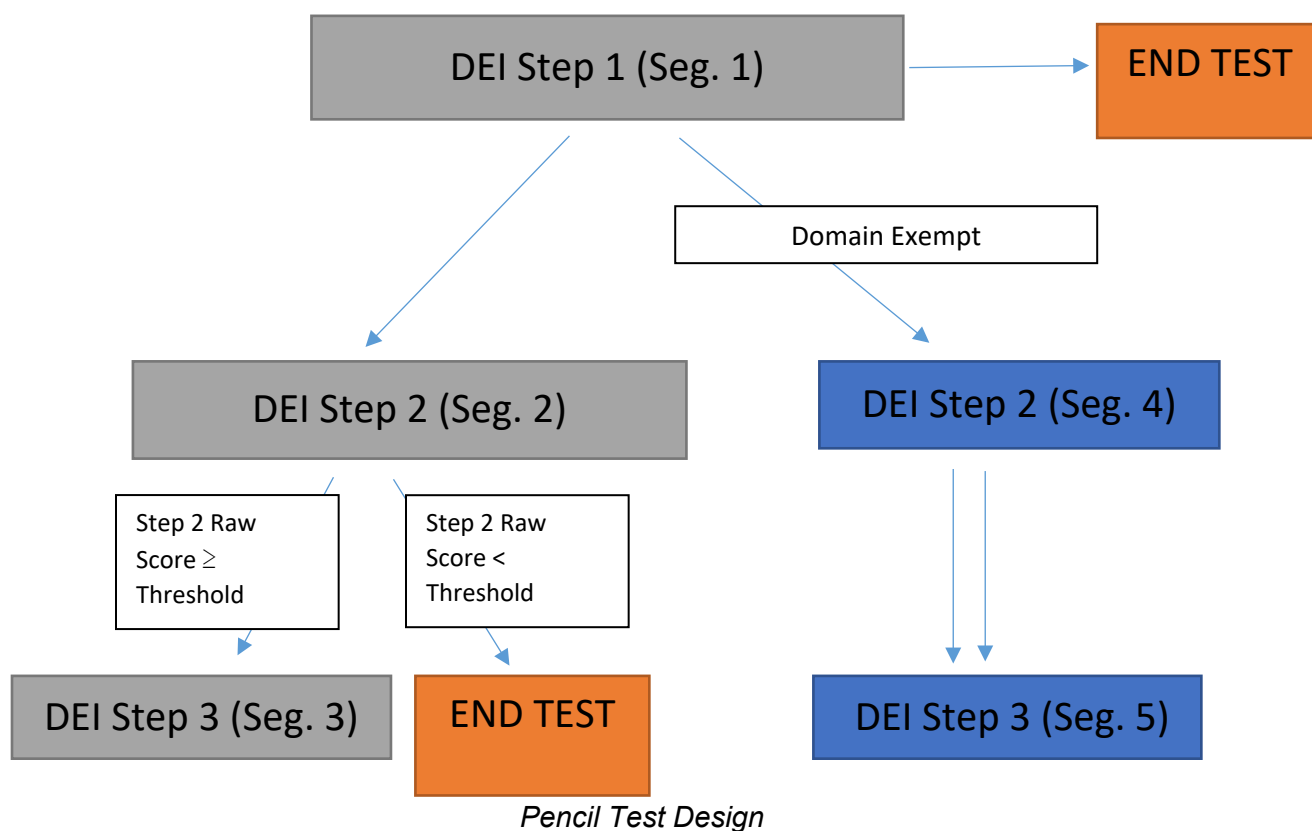 DEI Step 1 (Seg. 1)
END TEST
Domain Exempt
DEI Step 2 (Seg. 2)
DEI Step 2 (Seg. 4)
Step 2 Raw
Score ≥
Threshold
Step 2 Raw
Score <
Threshold
DEI Step 3 (Seg. 3)
END TEST
DEI Step 3 (Seg. 5)
Pencil Test Design